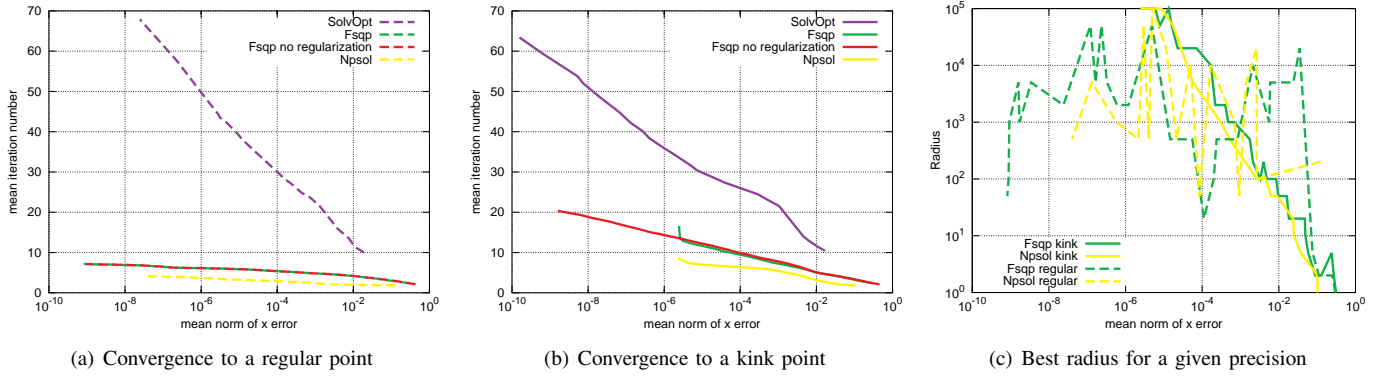 70
60
50
40
30
20
10
0
mean iteration number
10^-10
10^-8
10^-6
10^-4
10^-2
10^0
mean norm of x error
SolvOpt
Fsqp
Fsqp no regularization
Npsol
(a) Convergence to a regular point
70
60
50
40
30
20
10
0
mean iteration number
10^-10
10^-8
10^-6
10^-4
10^-2
10^0
mean norm of x error
SolvOpt
Fsqp
Fsqp no regularization
Npsol
(b) Convergence to a kink point
10^5
10^4
10^3
10^2
10^1
10^0
Radius
10^-10
10^-8
10^-6
10^-4
10^-2
10^0
mean norm of x error
Fsqp kink
Npsol kink
Fsqp regular
Npsol regular
(c) Best radius for a given precision